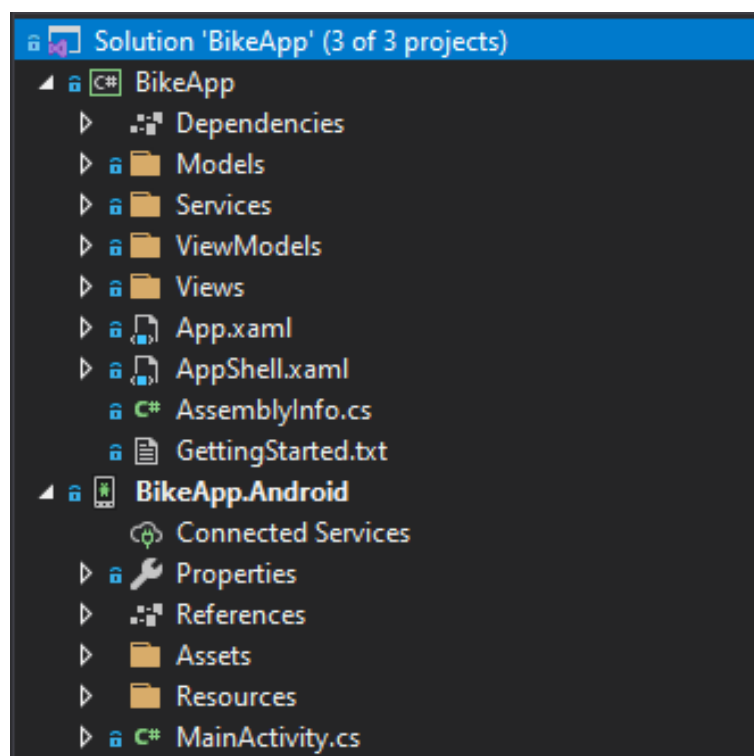 Solution 'BikeApp' (3 of 3 projects)
C# BikeApp
Dependencies
Models
Services
ViewModels
Views
App.xaml
AppShell.xaml
C# AssemblyInfo.cs
GettingStarted.txt
BikeApp.Android
Connected Services
Properties
References
Assets
Resources
C# MainActivity.cs